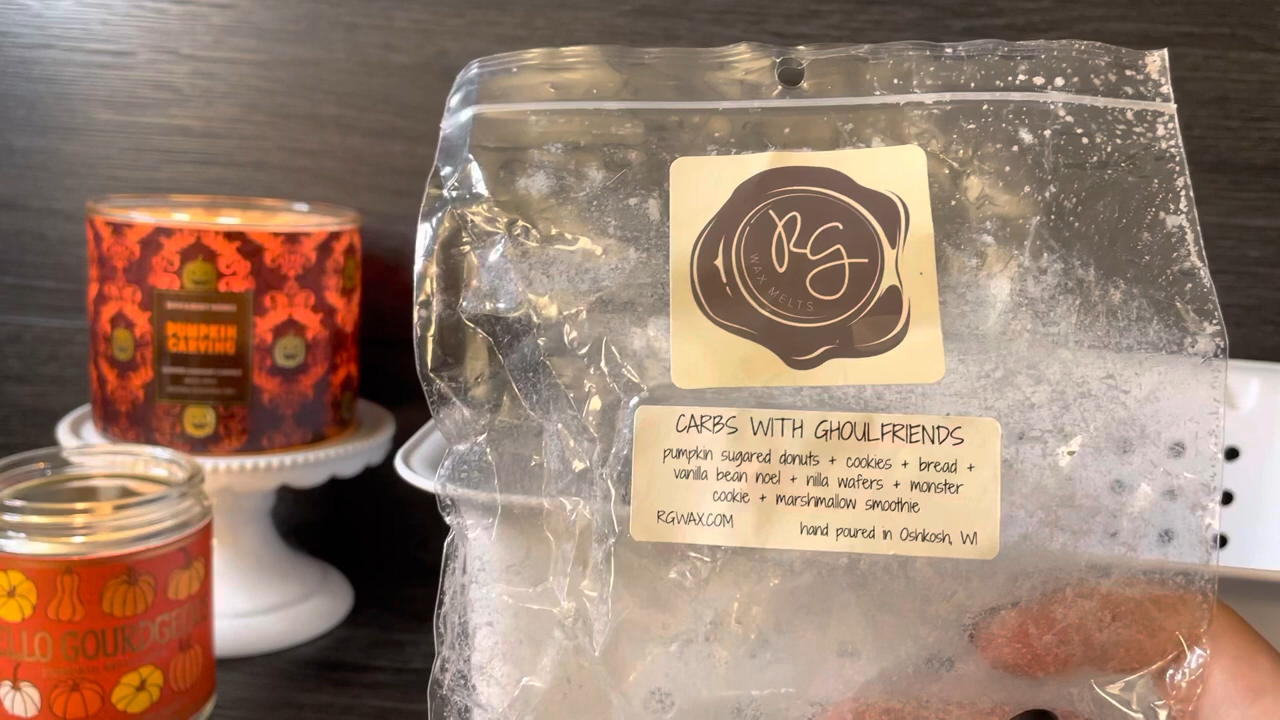 PUMPKIN
CARVING
LLO GOURDGE
RG
WAX MELTS
CARBS WITH GHOULFRIENDS
pumpkin sugared donuts + cookies + bread +
vanilla bean noel + nilla wafers + monster
cookie + marshmallow smoothie
RGWAX.COM
hand poured in Oshkosh, WI